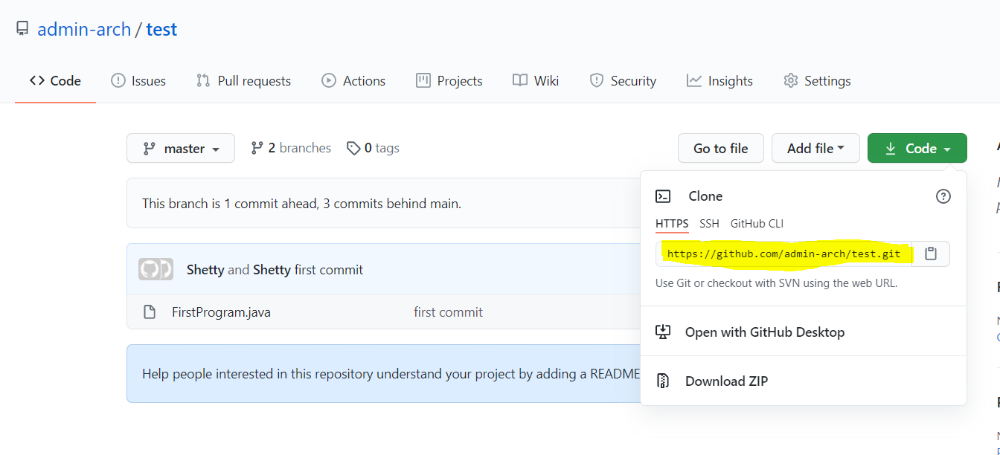 admin-arch / test
Code Issues Pull requests Actions Projects Wiki Security Insights Settings
master 2 branches 0 tags Go to file Add file Code
This branch is 1 commit ahead, 3 commits behind main.
Clone
HTTPS SSH GitHub CLI
https://github.com/admin-arch/test.git
Use Git or checkout with SVN using the web URL.
Shetty and Shetty first commit
FirstProgram.java first commit
Open with GitHub Desktop
Help people interested in this repository understand your project by adding a README
Download ZIP